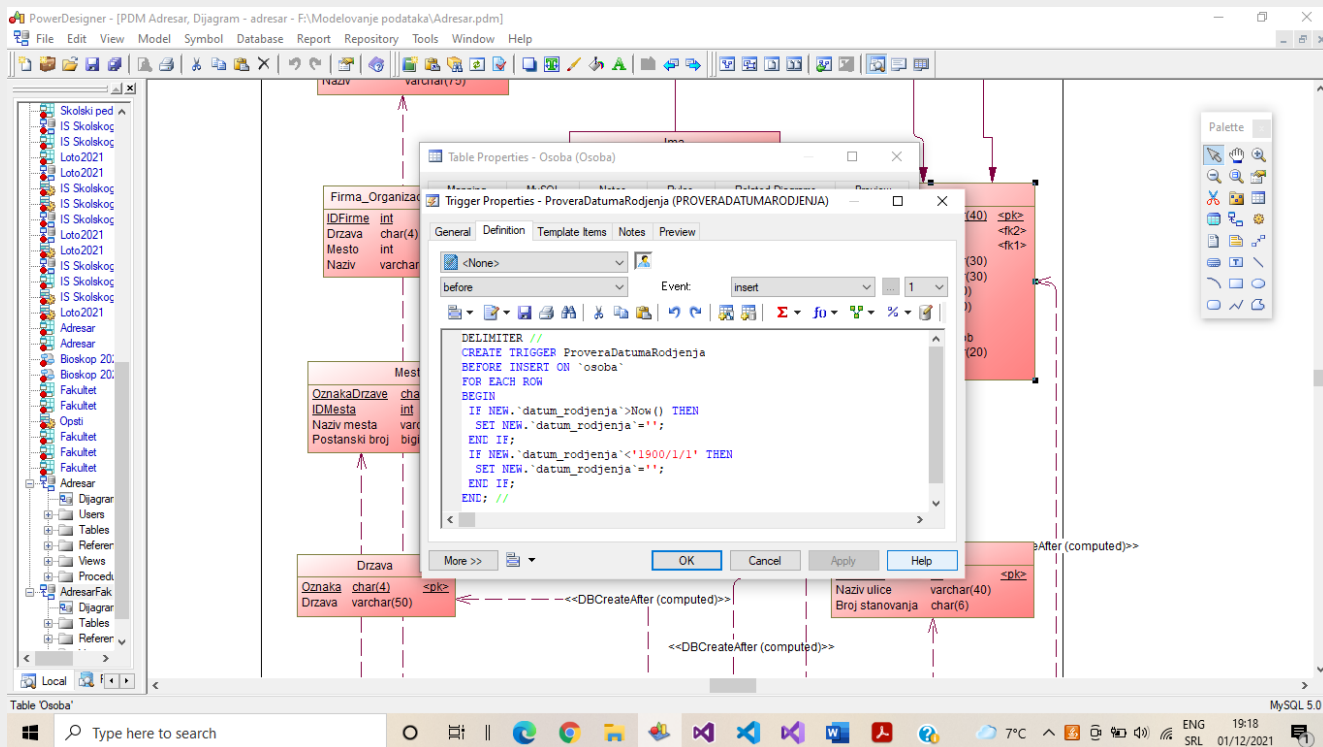 PowerDesigner - [PDM Adresar, Dijagram - adresar - F:\Modelovanje podataka\Adresar.pdm]
File Edit View Model Symbol Database Report Repository Tools Window Help
Skolski ped
IS Skolskog
IS Skolskog
Loto2021
Loto2021
IS Skolskog
IS Skolskog
IS Skolskog
Loto2021
Loto2021
IS Skolskog
IS Skolskog
IS Skolskog
Loto2021
Adresar
Adresar
Bioskop 202
Bioskop 202
Fakultet
Fakultet
Opsti
Fakultet
Fakultet
Fakultet
Adresar
Dijagram
Users
Tables
Referen
Views
Procedu
AdresarFak
Dijagram
Tables
Referen
Local
Naziv varchar(75)
Ima
Firma_Organizac
IDFirme int
Drzava char(4)
Mesto int
Naziv varchar
Mest
OznakaDrzave cha
IDMesta int
Naziv mesta varc
Postanski broj bigi
Drzava
Oznaka char(4) <pk>
Drzava varchar(50)
<<DBCreateAfter (computed)>>
<<DBCreateAfter (computed)>>
eAfter (computed)>>
(40) <pk>
<fk2>
<fk1>
r(30)
r(30)
0)
0)
b
r(20)
<pk>
Naziv ulice varchar(40)
Broj stanovanja char(6)
Palette
Table Properties - Osoba (Osoba)
Mapping MySQL Notes Rules Related Diagrams Preview
Trigger Properties - ProveraDatumaRodjenja (PROVERADATUMARODJENJA)
General Definition Template Items Notes Preview
<None>
before Event: insert ... 1
DELIMITER //
CREATE TRIGGER ProveraDatumaRodjenja
BEFORE INSERT ON `osoba`
FOR EACH ROW
BEGIN
IF NEW.`datum_rodjenja`>Now() THEN
SET NEW.`datum_rodjenja`='';
END IF;
IF NEW.`datum_rodjenja`<'1900/1/1' THEN
SET NEW.`datum_rodjenja`='';
END IF;
END; //
More >> OK Cancel Apply Help
Table 'Osoba' MySQL 5.0
Type here to search
7°C
ENG
SRL
19:18
01/12/2021
1